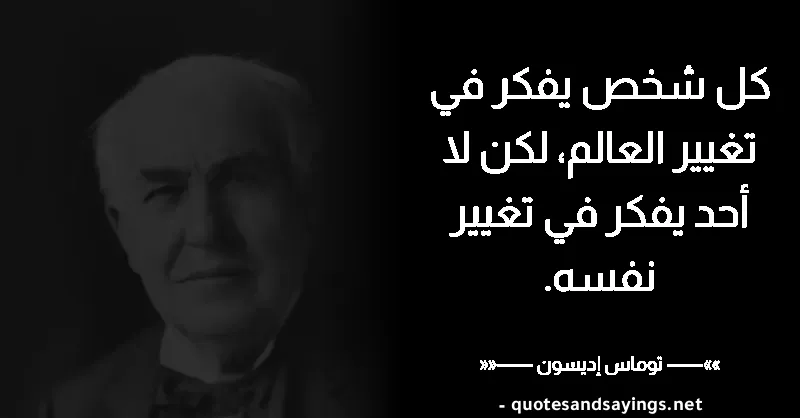 كل شخص يفكر في
تغيير العالم، لكن لا
أحد يفكر في تغيير
نفسه.
»»—— توماس إديسون ——««
- quotesandsayings.net